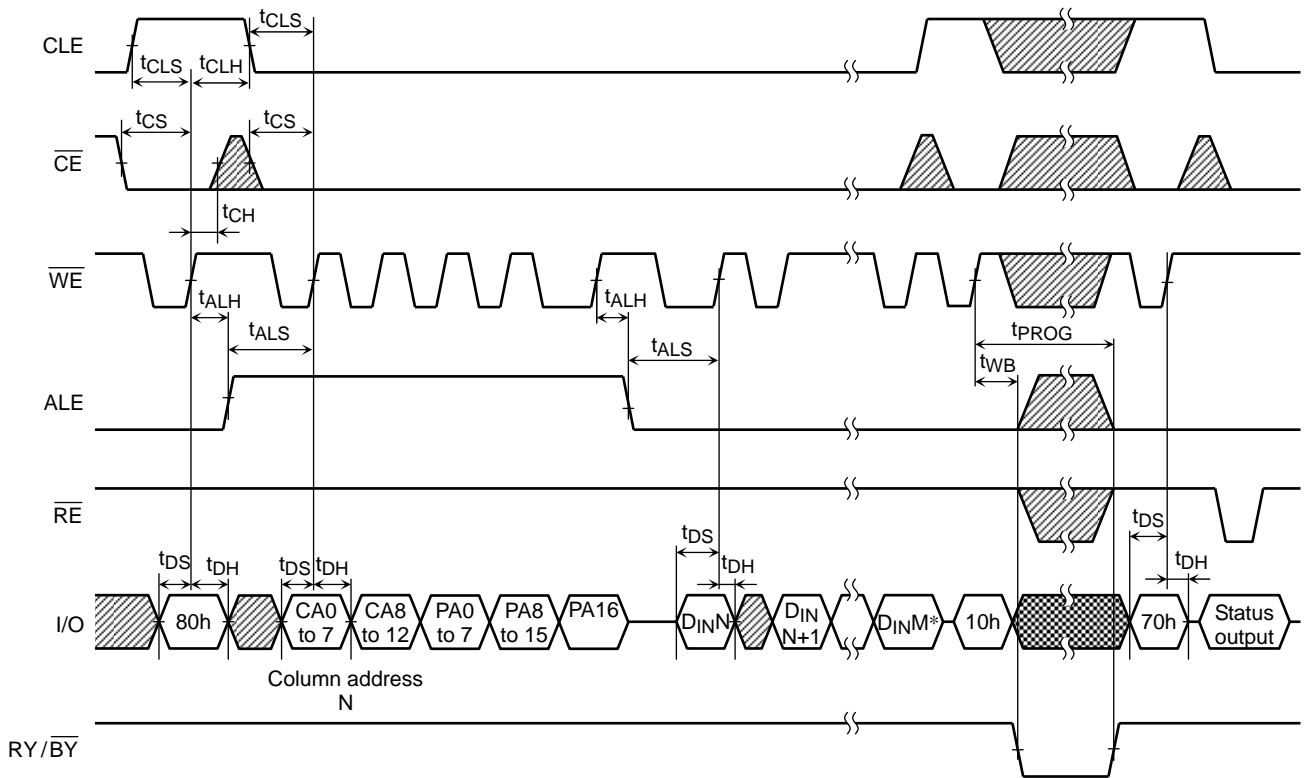 CLE
tCLS
tCLS
tCLH
CE
tCS
tCS
tCH
WE
tALH
tALS
tALH
tALS
tPROG
tWB
ALE
RE
tDS
tDH
tDS
tDH
tDS
tDH
tDS
tDH
I/O
80h
CA0
to 7
CA8
to 12
PA0
to 7
PA8
to 15
PA16
DINN
DIN
N+1
DINM*
10h
70h
Status
output
Column address
N
RY/BY